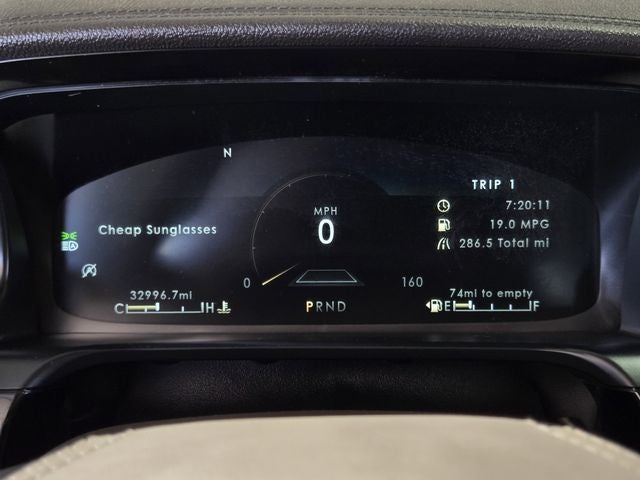 N
TRIP 1
MPH
0
7:20:11
19.0 MPG
286.5 Total mi
Cheap Sunglasses
0
160
32996.7mi
74mi to empty
C H
PRND
E F